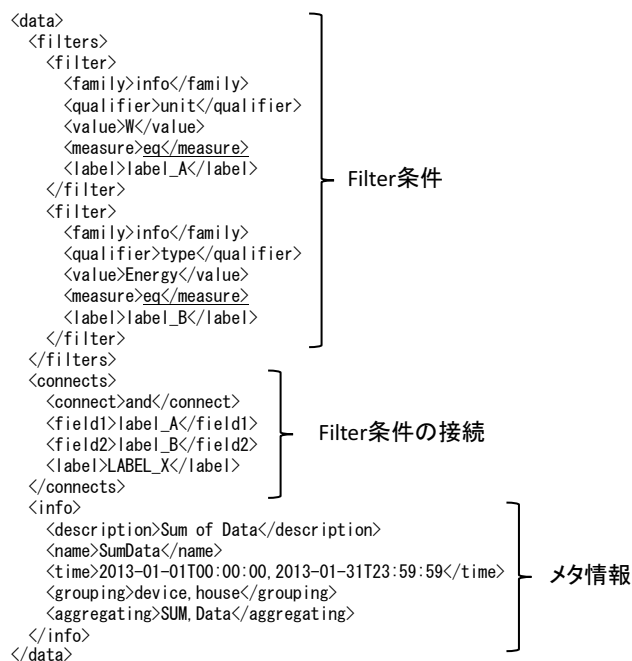 <data>
<filters>
<filter>
<family>info</family>
<qualifier>unit</qualifier>
<value>W</value>
<measure>eq</measure>
<label>label_A</label>
</filter>
<filter>
<family>info</family>
<qualifier>type</qualifier>
<value>Energy</value>
<measure>eq</measure>
<label>label_B</label>
</filter>
</filters>
Filter条件
<connects>
<connect>and</connect>
<field1>label_A</field1>
<field2>label_B</field2>
<label>LABEL_X</label>
</connects>
Filter条件の接続
<info>
<description>Sum of Data</description>
<name>SumData</name>
<time>2013-01-01T00:00:00,2013-01-31T23:59:59</time>
<grouping>device,house</grouping>
<aggregating>SUM,Data</aggregating>
</info>
</data>
メタ情報